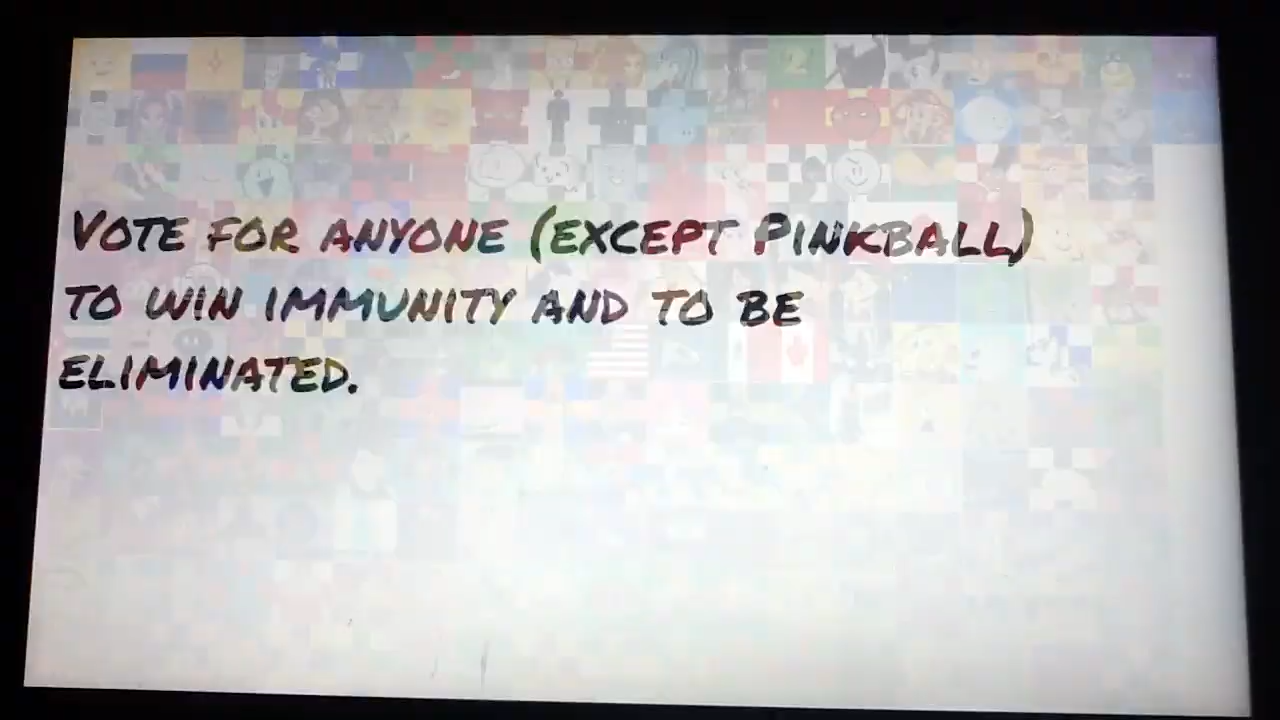 Vote for anyone (except Pinkball)
to win immunity and to be
eliminated.